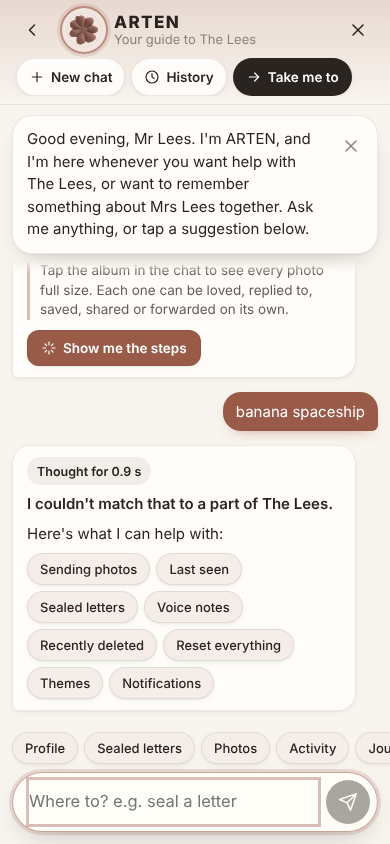 ARTEN
Your guide to The Lees
New chat
History
Take me to
Good evening, Mr Lees. I'm ARTEN, and
I'm here whenever you want help with
The Lees, or want to remember
something about Mrs Lees together. Ask
me anything, or tap a suggestion below.
Tap the album in the chat to see every photo
full size. Each one can be loved, replied to,
saved, shared or forwarded on its own.
Show me the steps
banana spaceship
Thought for 0.9 s
I couldn't match that to a part of The Lees.
Here's what I can help with:
Sending photos
Last seen
Sealed letters
Voice notes
Recently deleted
Reset everything
Themes
Notifications
Profile
Sealed letters
Photos
Activity
Jou
Where to? e.g. seal a letter